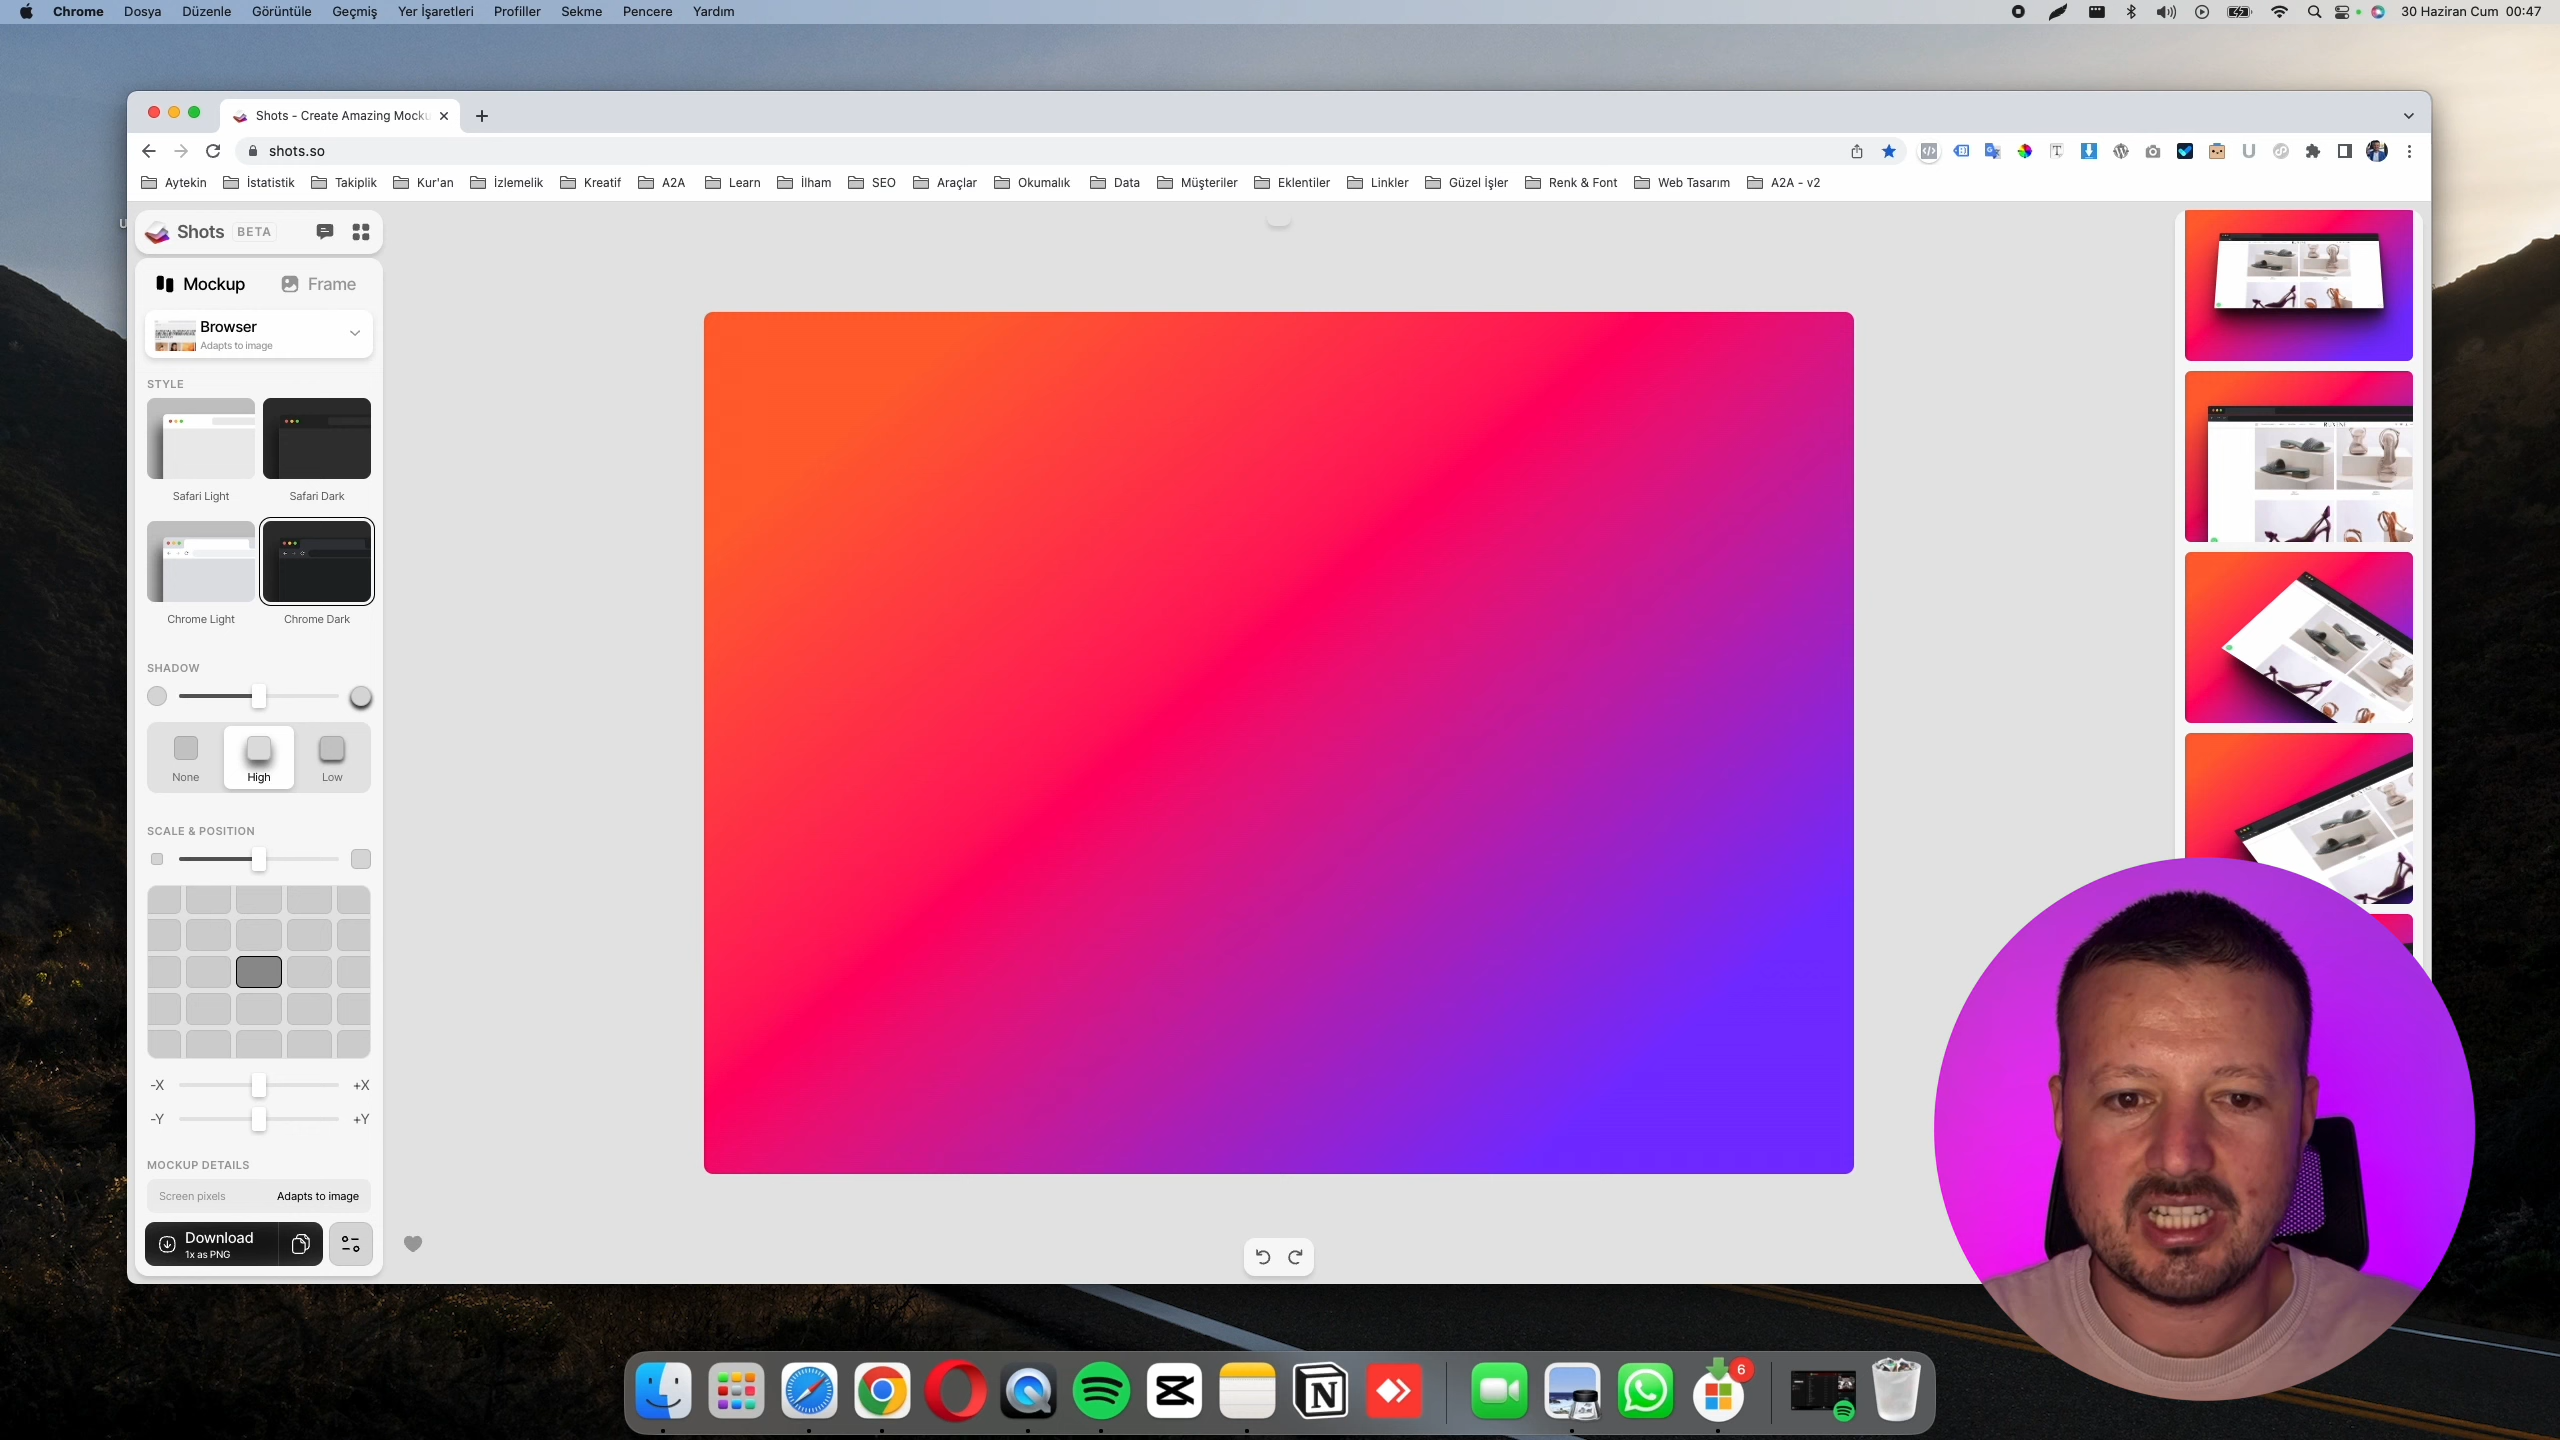 Chrome Dosya Düzenle Görüntüle Geçmiş Yer İşaretleri Profiller Sekme Pencere Yardım
30 Haziran Cum 00:47
Shots - Create Amazing Mocku
shots.so
Aytekin İstatistik Takiplik Kur'an İzlemelik Kreatif A2A Learn İlham SEO Araçlar Okumalık Data Müşteriler Eklentiler Linkler Güzel İşler Renk & Font Web Tasarım A2A - v2
Shots BETA
Mockup Frame
Browser
Adapts to image
STYLE
Safari Light Safari Dark
Chrome Light Chrome Dark
SHADOW
None High Low
SCALE & POSITION
-X +X
-Y +Y
MOCKUP DETAILS
Screen pixels Adapts to image
Download
1x as PNG
6